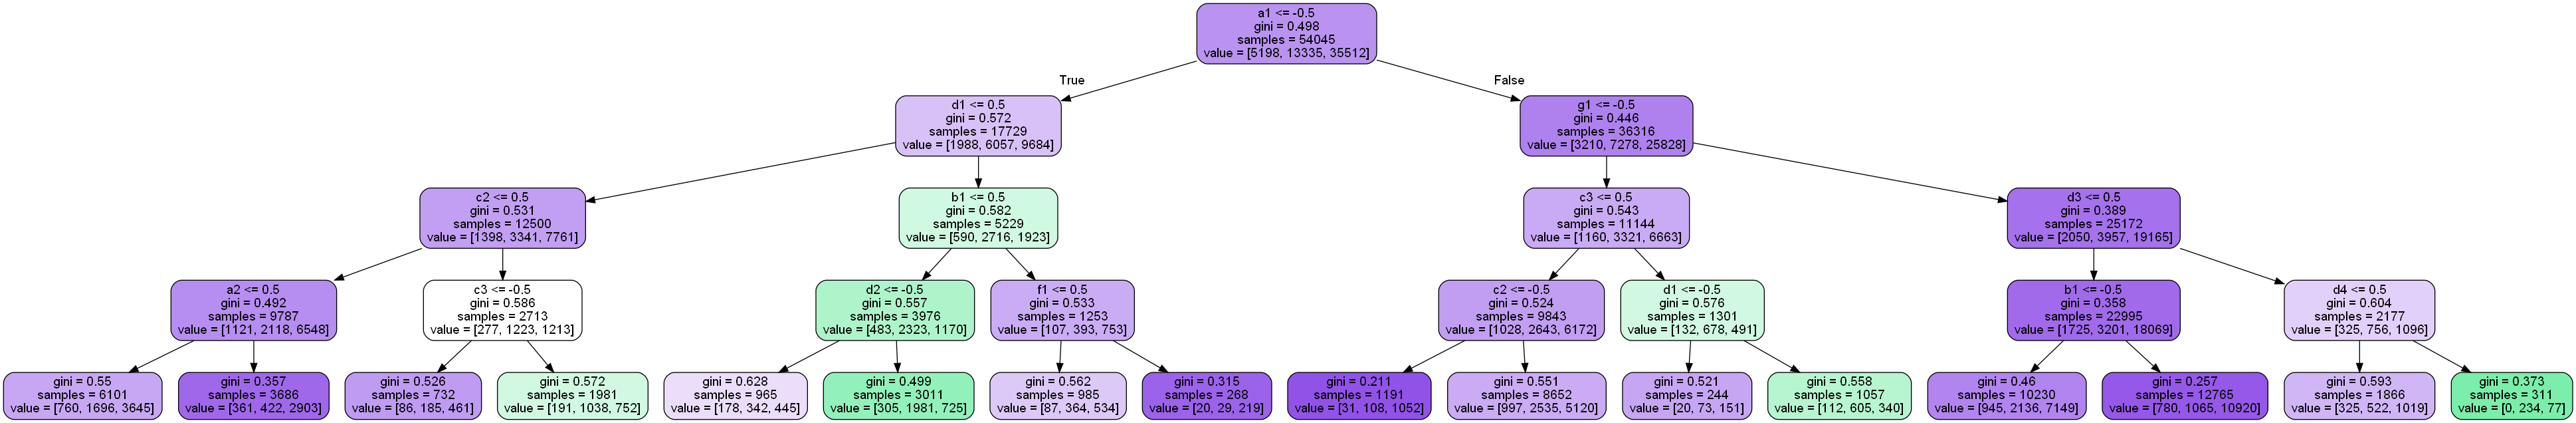 a1 <= -0.5
gini = 0.498
samples = 54045
value = [5198, 13335, 35512]
True
False
d1 <= 0.5
gini = 0.572
samples = 17729
value = [1988, 6057, 9684]
g1 <= -0.5
gini = 0.446
samples = 36316
value = [3210, 7278, 25828]
c2 <= 0.5
gini = 0.531
samples = 12500
value = [1398, 3341, 7761]
b1 <= 0.5
gini = 0.582
samples = 5229
value = [590, 2716, 1923]
c3 <= 0.5
gini = 0.543
samples = 11144
value = [1160, 3321, 6663]
d3 <= 0.5
gini = 0.389
samples = 25172
value = [2050, 3957, 19165]
a2 <= 0.5
gini = 0.492
samples = 9787
value = [1121, 2118, 6548]
c3 <= -0.5
gini = 0.586
samples = 2713
value = [277, 1223, 1213]
d2 <= -0.5
gini = 0.557
samples = 3976
value = [483, 2323, 1170]
f1 <= 0.5
gini = 0.533
samples = 1253
value = [107, 393, 753]
c2 <= -0.5
gini = 0.524
samples = 9843
value = [1028, 2643, 6172]
d1 <= -0.5
gini = 0.576
samples = 1301
value = [132, 678, 491]
b1 <= -0.5
gini = 0.358
samples = 22995
value = [1725, 3201, 18069]
d4 <= 0.5
gini = 0.604
samples = 2177
value = [325, 756, 1096]
gini = 0.55
samples = 6101
value = [760, 1696, 3645]
gini = 0.357
samples = 3686
value = [361, 422, 2903]
gini = 0.526
samples = 732
value = [86, 185, 461]
gini = 0.572
samples = 1981
value = [191, 1038, 752]
gini = 0.628
samples = 965
value = [178, 342, 445]
gini = 0.499
samples = 3011
value = [305, 1981, 725]
gini = 0.562
samples = 985
value = [87, 364, 534]
gini = 0.315
samples = 268
value = [20, 29, 219]
gini = 0.211
samples = 1191
value = [31, 108, 1052]
gini = 0.551
samples = 8652
value = [997, 2535, 5120]
gini = 0.521
samples = 244
value = [20, 73, 151]
gini = 0.558
samples = 1057
value = [112, 605, 340]
gini = 0.46
samples = 10230
value = [945, 2136, 7149]
gini = 0.257
samples = 12765
value = [780, 1065, 10920]
gini = 0.593
samples = 1866
value = [325, 522, 1019]
gini = 0.373
samples = 311
value = [0, 234, 77]